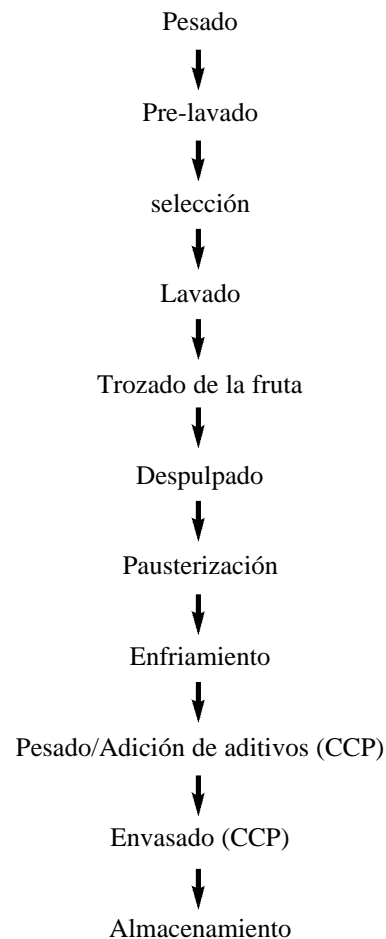 Pesado
Pre-lavado
selección
Lavado
Trozado de la fruta
Despulpado
Pausterización
Enfriamiento
Pesado/Adición de aditivos (CCP)
Envasado (CCP)
Almacenamiento